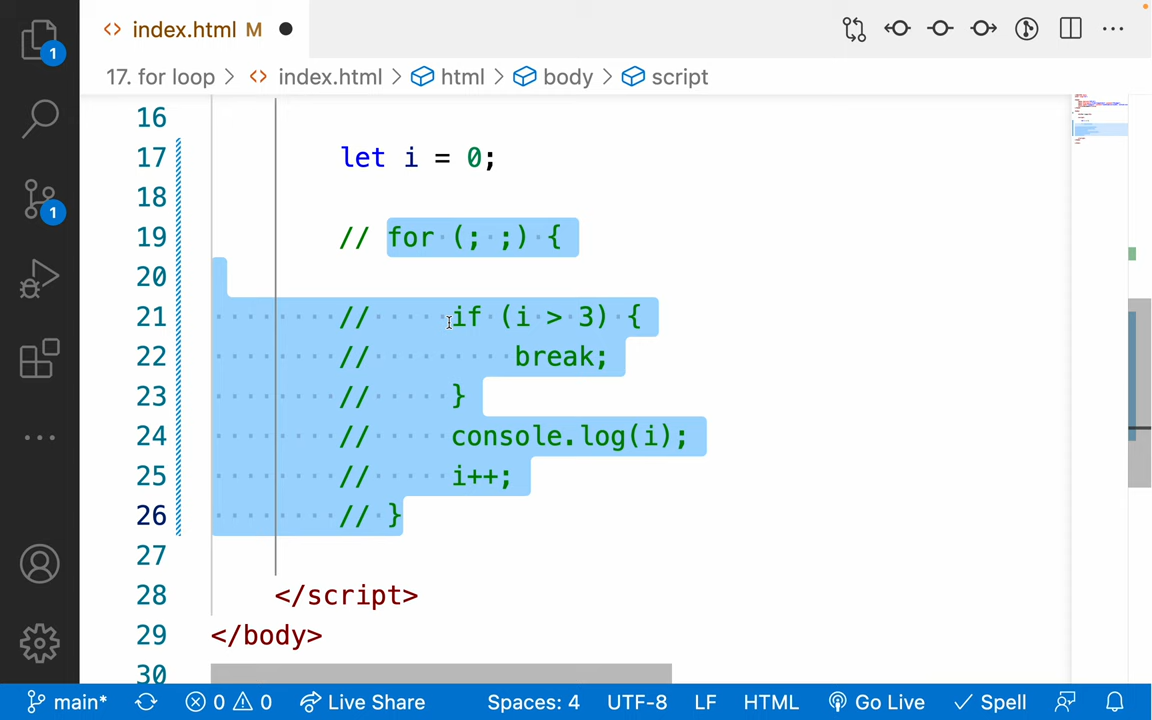 index.html M
17. for loop > index.html > html > body > script
16
17 let i = 0;
18
19 // for (; ;) {
20
21 // if (i > 3) {
22 // break;
23 // }
24 // console.log(i);
25 // i++;
26 // }
27
28 </script>
29 </body>
30
1
1
main* 0 0 Live Share Spaces: 4 UTF-8 LF HTML Go Live Spell